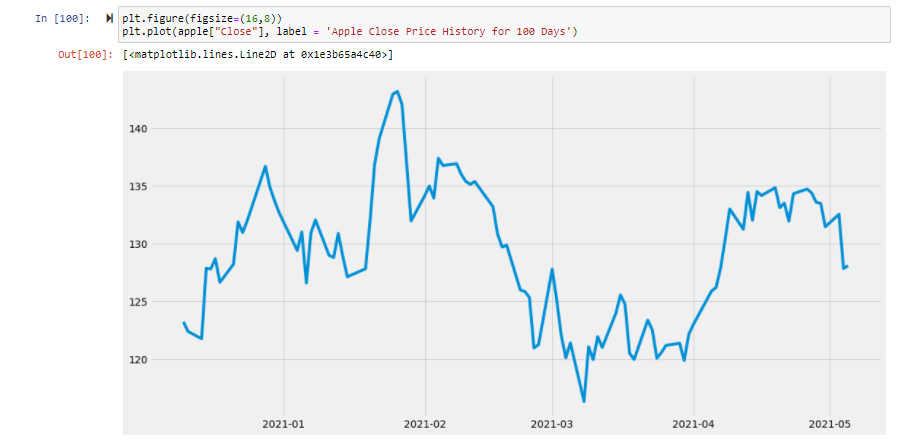 In [100]:
plt.figure(figsize=(16,8))
plt.plot(apple["Close"], label = 'Apple Close Price History for 100 Days')
Out[100]: [<matplotlib.lines.Line2D at 0x1e3b65a4c40>]
140
135
130
125
120
2021-01 2021-02 2021-03 2021-04 2021-05